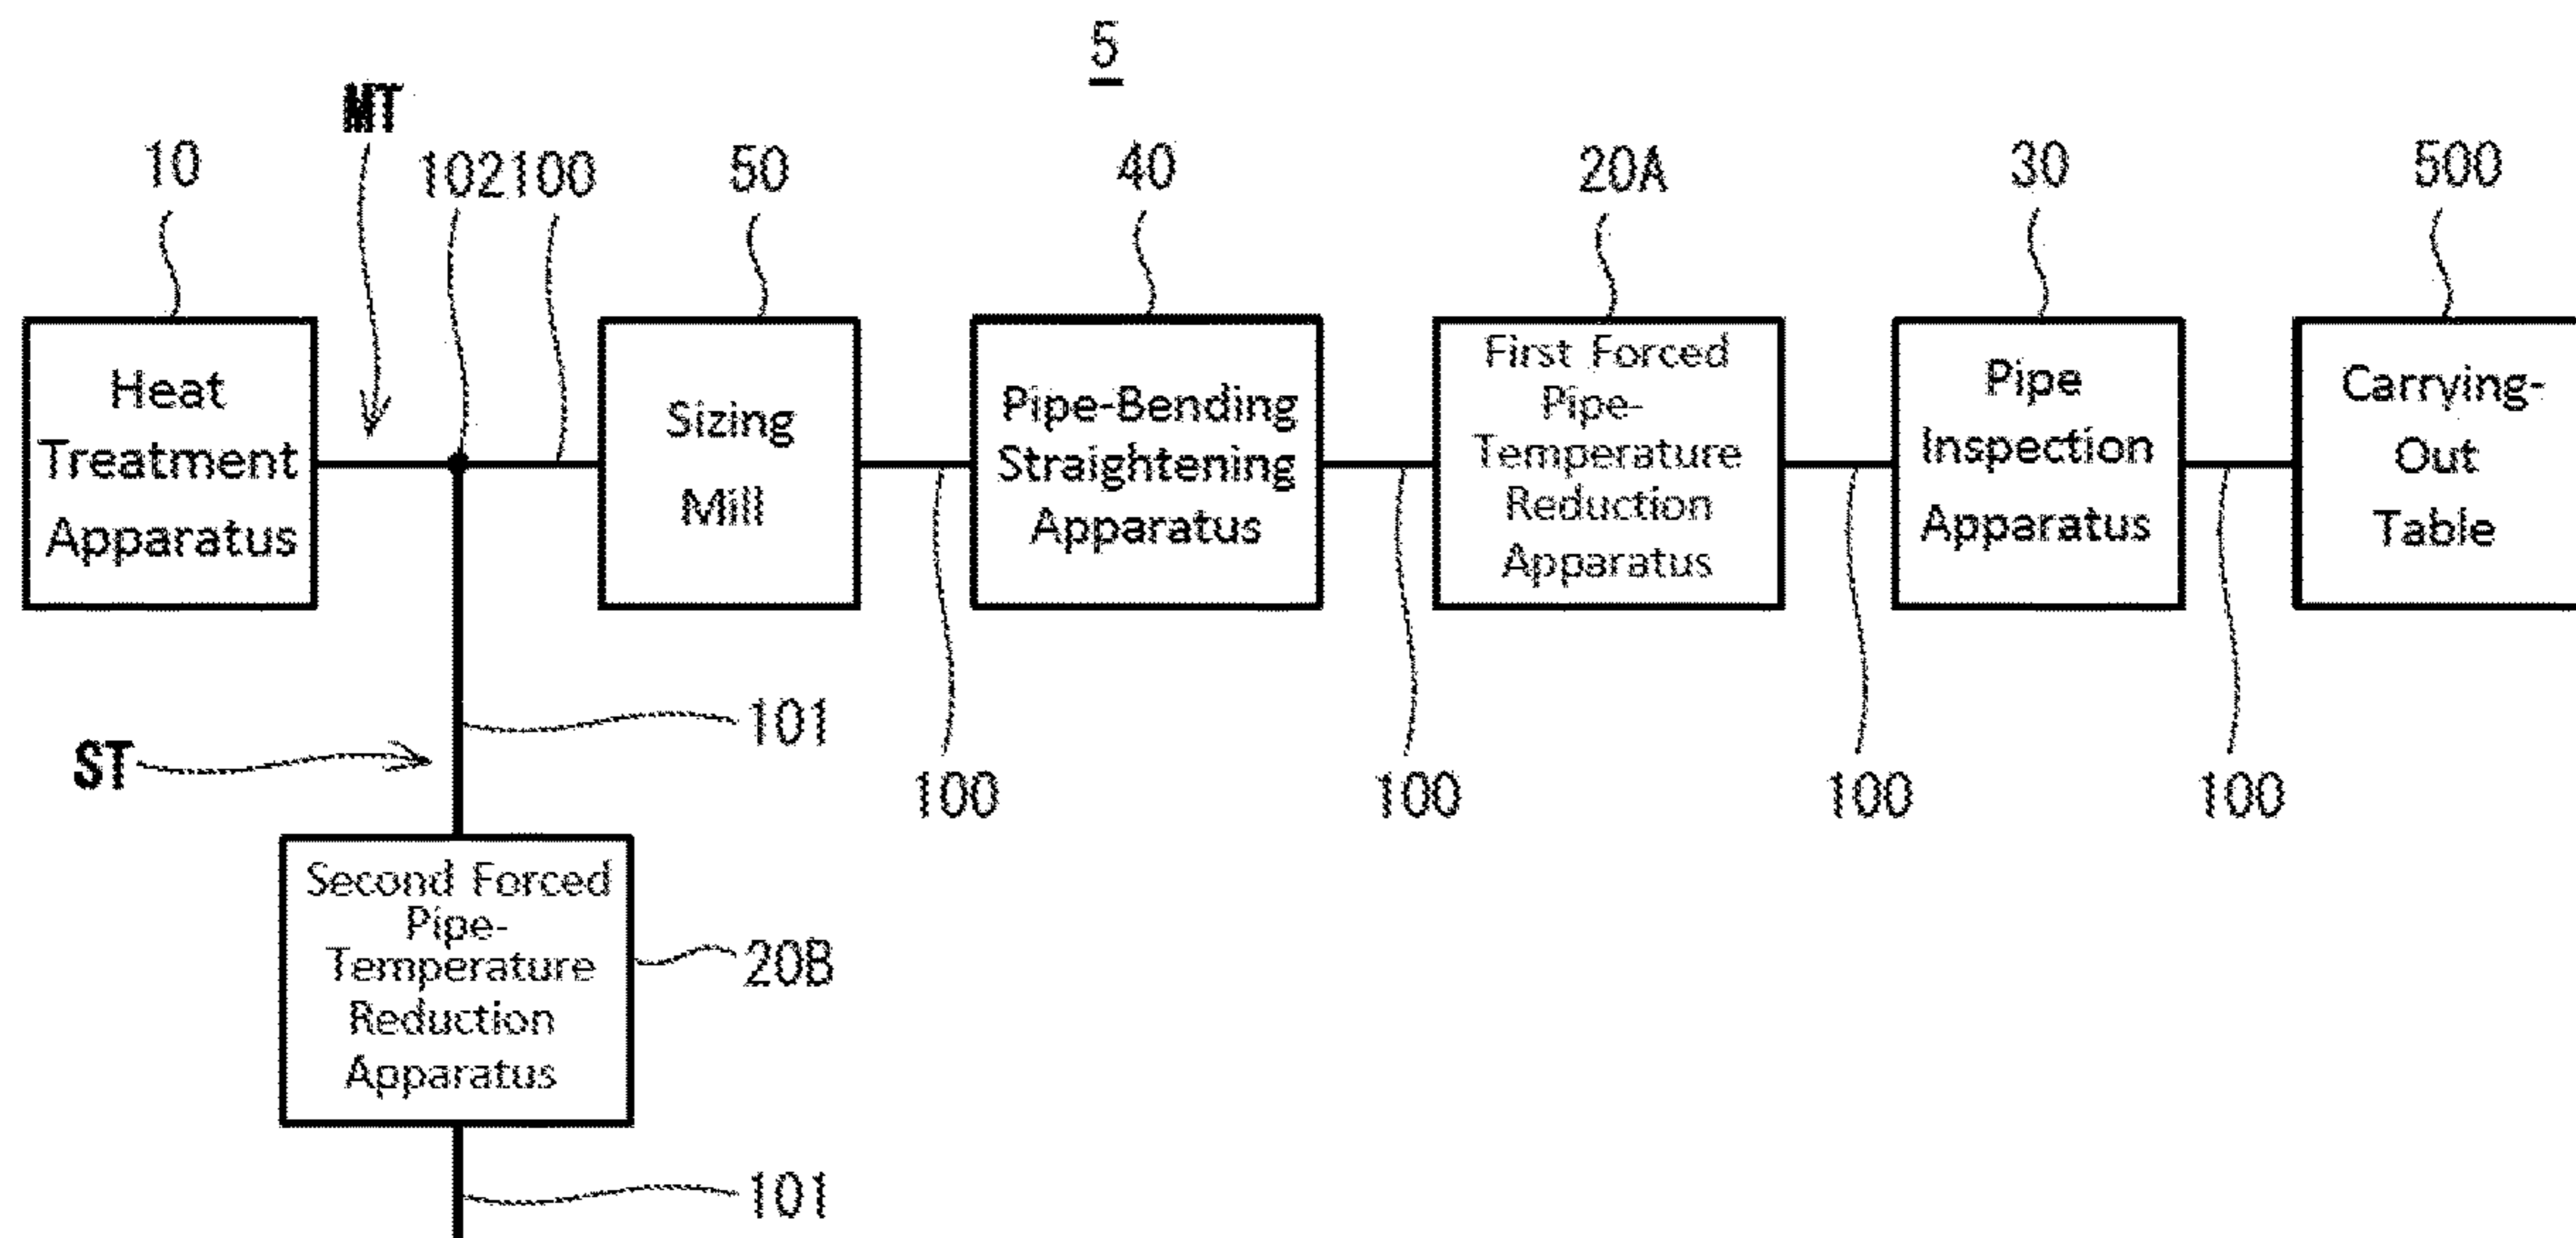 5
MT
10
102
100
50
40
20A
30
500
Heat
Treatment
Apparatus
Sizing
Mill
Pipe-Bending
Straightening
Apparatus
First Forced
Pipe-
Temperature
Reduction
Apparatus
Pipe
Inspection
Apparatus
Carrying-
Out
Table
101
ST
100
100
100
100
Second Forced
Pipe-
Temperature
Reduction
Apparatus
20B
101